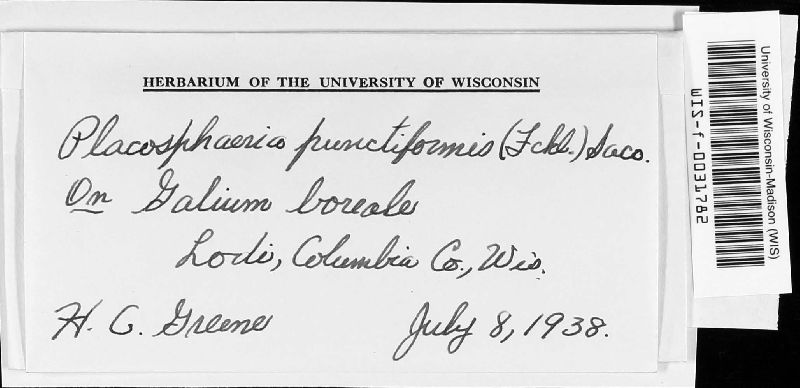 HERBARIUM OF THE UNIVERSITY OF WISCONSIN
Placosphaeria punctiformis (Fckl.) Sacc.
On Galium boreale
Lodi, Columbia Co., Wis.
H. C. Greene July 8, 1938.
University of Wisconsin-Madison (WIS)
WIS-f-0031782